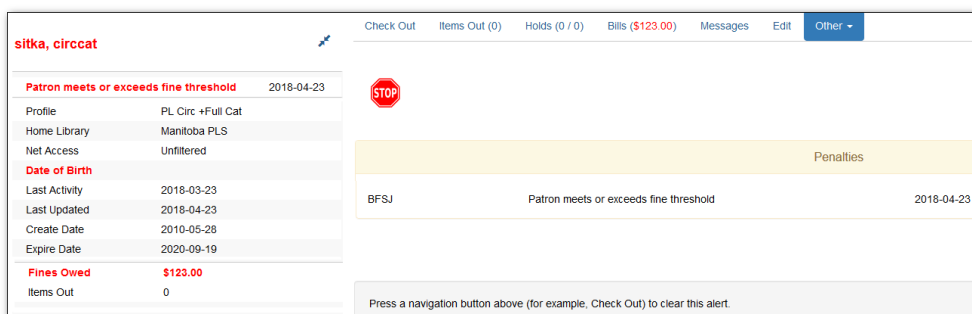 sitka, circcat
Patron meets or exceeds fine threshold 2018-04-23
Profile PL Circ +Full Cat
Home Library Manitoba PLS
Net Access Unfiltered
Date of Birth
Last Activity 2018-03-23
Last Updated 2018-04-23
Create Date 2010-05-28
Expire Date 2020-09-19
Fines Owed $123.00
Items Out 0
Check Out Items Out (0) Holds (0 / 0) Bills ($123.00) Messages Edit Other
STOP
Penalties
BFSJ Patron meets or exceeds fine threshold 2018-04-23
Press a navigation button above (for example, Check Out) to clear this alert.